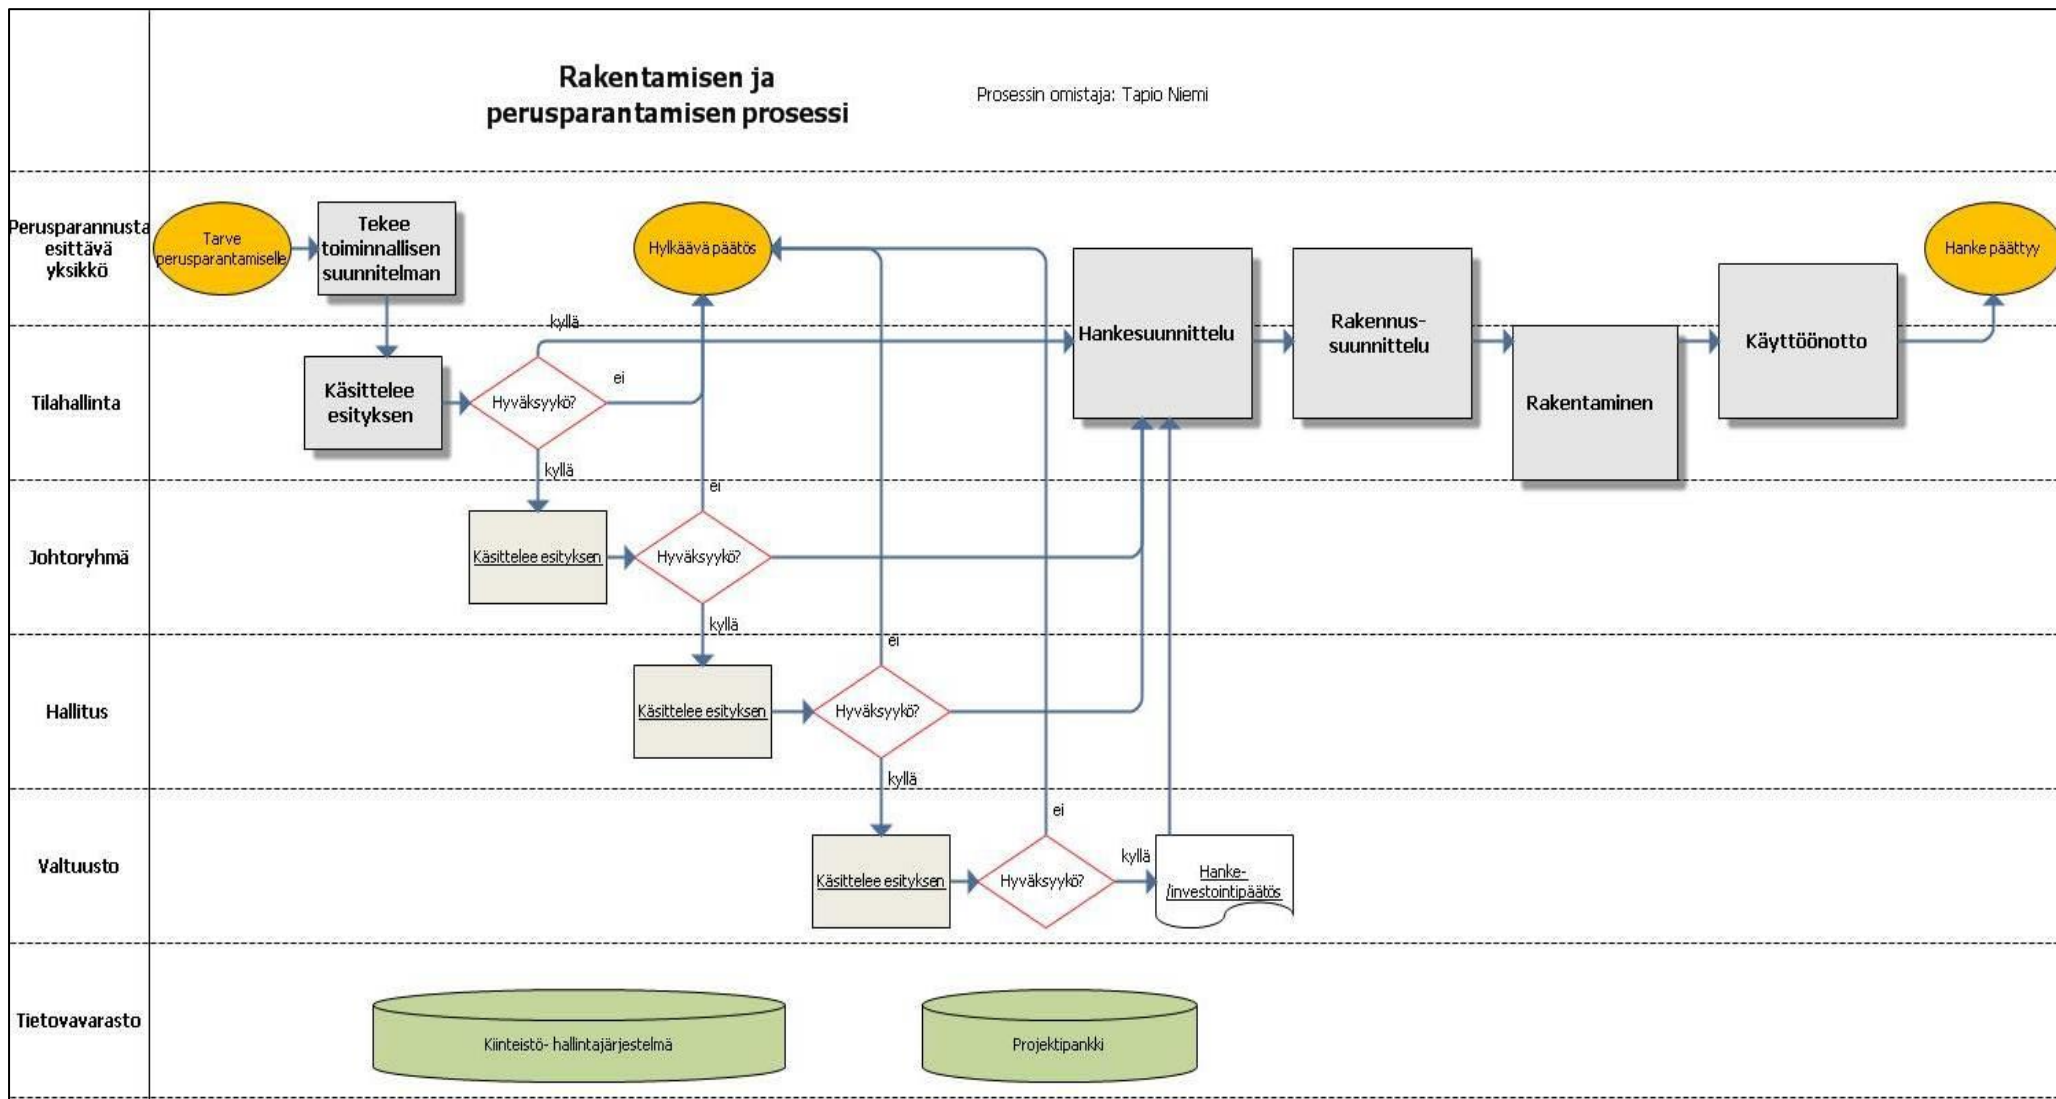 Rakentamisen ja
perusparantamisen prosessi
Prosessin omistaja: Tapio Niemi
Perusparannusta
esittävä
yksikkö
Tarve
perusparantamiselle
Tekee
toiminnallisen
suunnitelman
Hylkäävä päätös
Hankesuunnittelu
Rakennus-
suunnittelu
Käyttöönotto
Hanke päättyy
kyllä
Tilahallinta
Käsittelee
esityksen
Hyväksyykö?
ei
Rakentaminen
kyllä
ei
Johtoryhmä
Käsittelee esityksen
Hyväksyykö?
kyllä
ei
Hallitus
Käsittelee esityksen
Hyväksyykö?
kyllä
ei
Valtuusto
Käsittelee esityksen
Hyväksyykö?
kyllä
Hanke-
/investointipäätös
Tietovavarasto
Kiinteistö- hallintajärjestelmä
Projektipankki